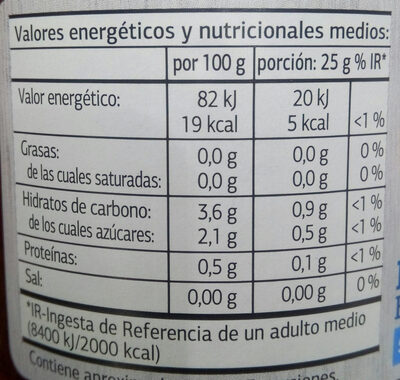 Valores energéticos y nutricionales medios:
por 100 g porción: 25 g % IR*
Valor energético: 82 kJ 20 kJ
19 kcal 5 kcal <1 %
Grasas: 0,0 g 0,0 g 0 %
de las cuales saturadas: 0,0 g 0,0 g 0 %
Hidratos de carbono: 3,6 g 0,9 g <1 %
de los cuales azúcares: 2,1 g 0,5 g <1 %
Proteínas: 0,5 g 0,1 g <1 %
Sal: 0,00 g 0,00 g 0 %
*IR-Ingesta de Referencia de un adulto medio
(8400 kJ/2000 kcal)
Contiene